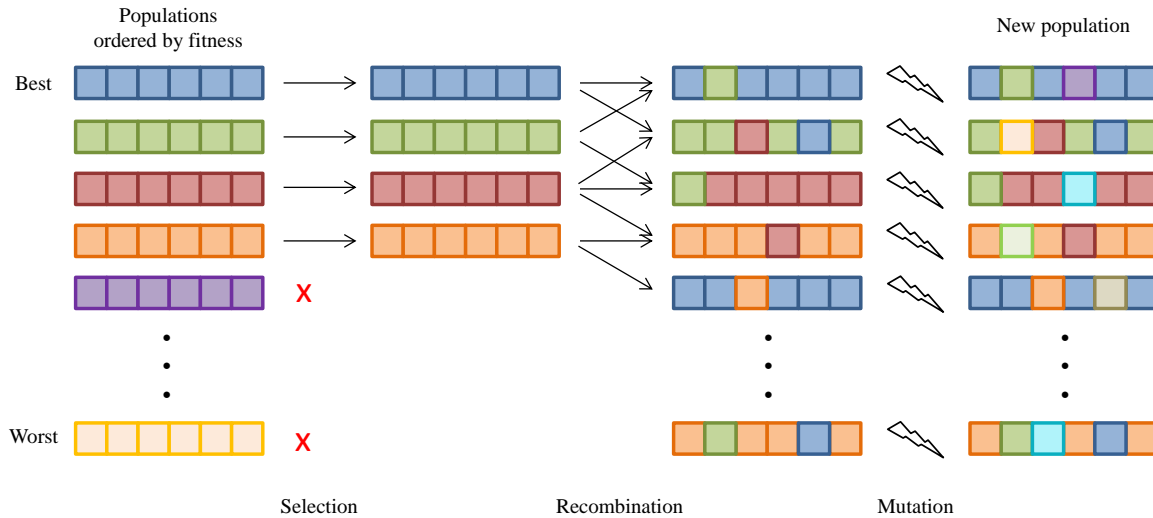 Populations
ordered by fitness
New population
Best
X
Worst
X
Selection
Recombination
Mutation